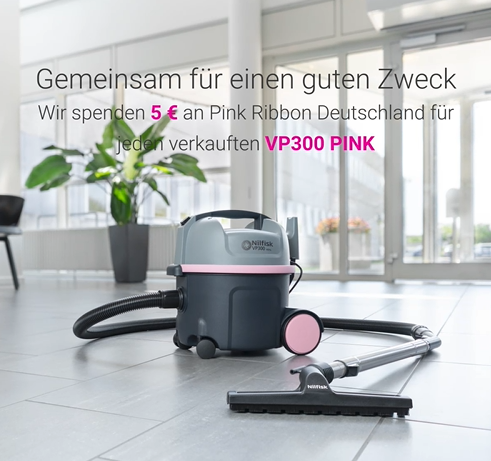 Gemeinsam für einen guten Zweck
Wir spenden 5 € an Pink Ribbon Deutschland für
jeden verkauften VP300 PINK
Nilfisk
VP300
Nilfisk